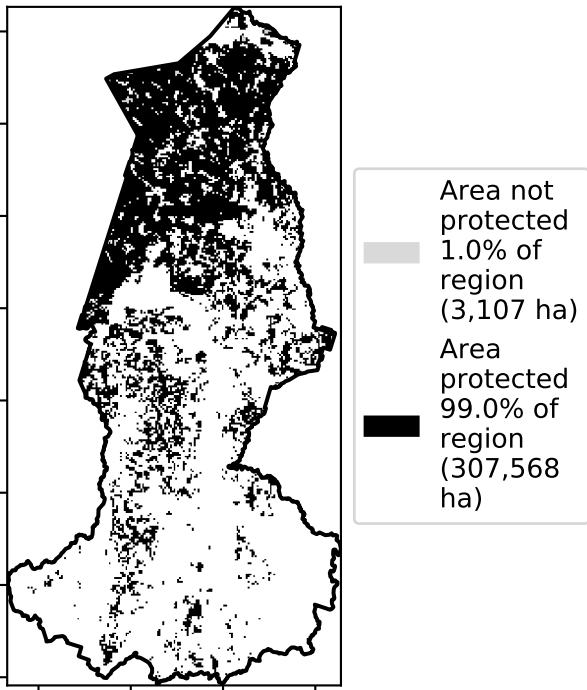 Area not
protected
1.0% of
region
(3,107 ha)
Area
protected
99.0% of
region
(307,568
ha)